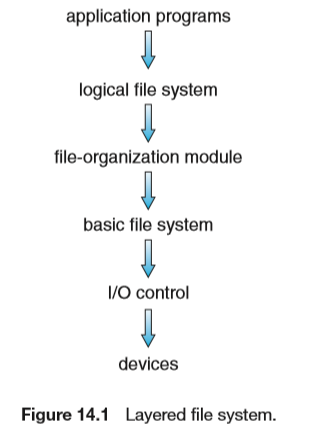 application programs
logical file system
file-organization module
basic file system
I/O control
devices
Figure 14.1 Layered file system.